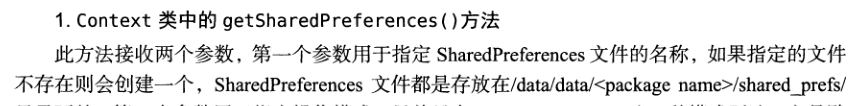 1. Context 类中的 getSharedPreferences()方法
此方法接收两个参数，第一个参数用于指定 SharedPreferences 文件的名称，如果指定的文件
不存在则会创建一个，SharedPreferences 文件都是存放在/data/data/<package name>/shared_prefs/